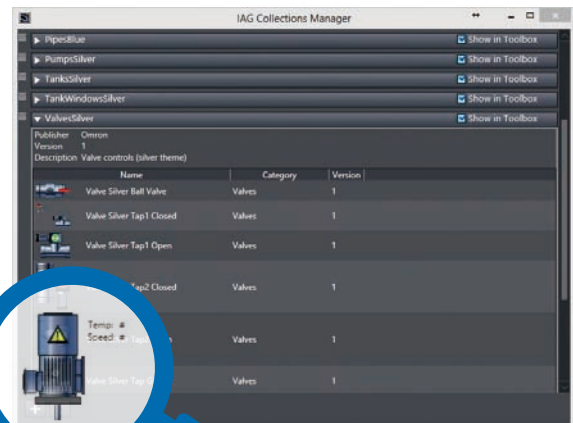 IAG Collections Manager
PipesBlue Show in Toolbox
PumpsSilver Show in Toolbox
TanksSilver Show in Toolbox
TankWindowsSilver Show in Toolbox
ValvesSilver Show in Toolbox
Publisher Omron
Version 1
Description Valve controls (silver theme)
Name Category Version
Valve Silver Ball Valve Valves 1
Valve Silver Tap1 Closed Valves 1
Valve Silver Tap1 Open Valves 1
Tap2 Closed Valves 1
Temp: #
Speed: #
Valves 1
Valve Silver Tap Valves 1